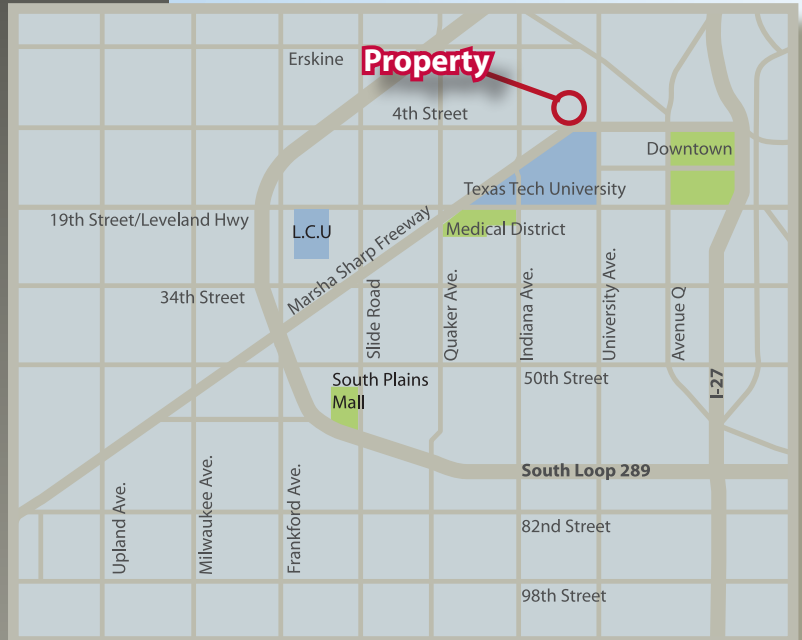 Erskine
Property
4th Street
Downtown
Texas Tech University
19th Street/Leveland Hwy
L.C.U
Medical District
Marsha Sharp Freeway
34th Street
Slide Road
Quaker Ave.
Indiana Ave.
University Ave.
Avenue Q
I-27
South Plains
Mall
50th Street
South Loop 289
Upland Ave.
Milwaukee Ave.
Frankford Ave.
82nd Street
98th Street